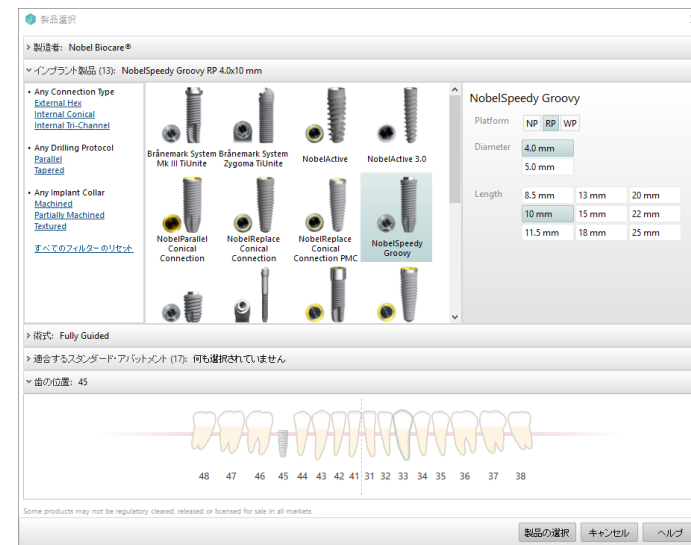 製品選択
製造者: Nobel Biocare®
インプラント製品 (13): NobelSpeedy Groovy RP 4.0x10 mm
• Any Connection Type
External Hex
Internal Conical
Internal Tri-Channel
• Any Drilling Protocol
Parallel
Tapered
• Any Implant Collar
Machined
Partially Machined
Textured
すべてのフィルターのリセット
Brånemark System
Mk III TiUnite
Brånemark System
Zygoma TiUnite
NobelActive
NobelActive 3.0
NobelParallel
Conical
Connection
NobelReplace
Conical
Connection
NobelReplace
Conical
Connection PMC
NobelSpeedy
Groovy
NobelSpeedy Groovy
Platform NP RP WP
Diameter 4.0 mm
5.0 mm
Length 8.5 mm 13 mm 20 mm
10 mm 15 mm 22 mm
11.5 mm 18 mm 25 mm
術式: Fully Guided
適合するスタンダード・アバットメント (17): 何も選択されていません
歯の位置: 45
48 47 46 45 44 43 42 41 31 32 33 34 35 36 37 38
Some products may not be regulatory cleared, released or licensed for sale in all markets.
製品の選択 キャンセル ヘルプ